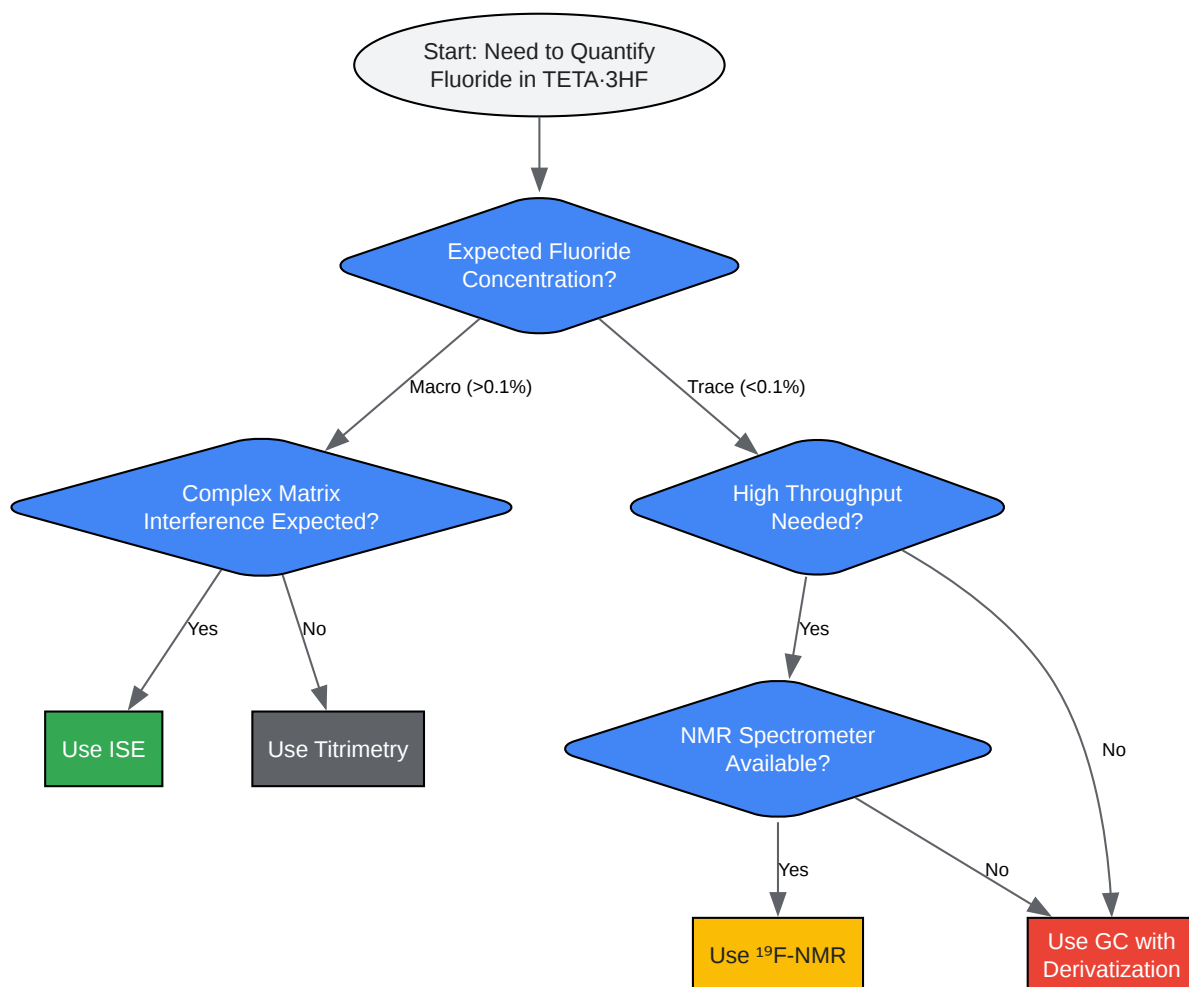 Start: Need to Quantify
Fluoride in TETA·3HF
Expected Fluoride
Concentration?
Macro (>0.1%)
Trace (<0.1%)
Complex Matrix
Interference Expected?
High Throughput
Needed?
Yes
No
Yes
No
Use ISE
Use Titrimetry
NMR Spectrometer
Available?
Yes
No
Use ¹⁹F-NMR
Use GC with
Derivatization